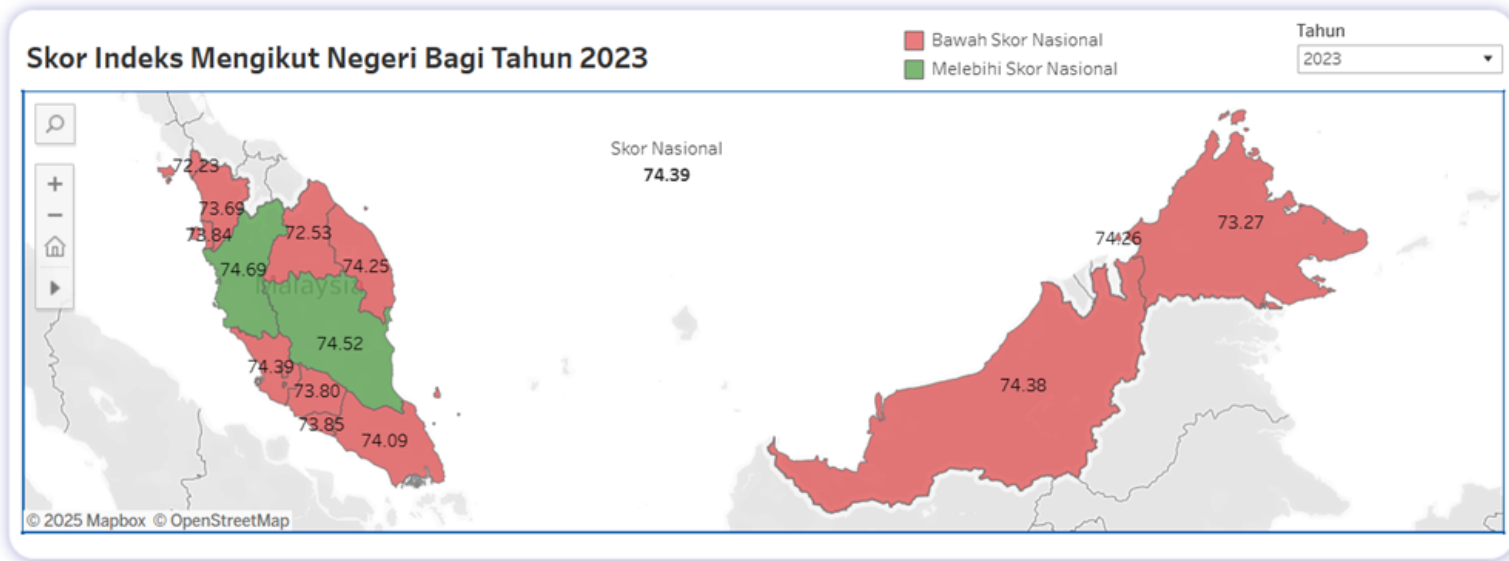 Skor Indeks Mengikut Negeri Bagi Tahun 2023
Bawah Skor Nasional
Melebihi Skor Nasional
Tahun
2023
Skor Nasional
74.39
72.23
73.69
73.84
72.53
74.69
74.25
Malaysia
74.52
74.39
73.80
73.85
74.09
74.26
73.27
74.38
© 2025 Mapbox © OpenStreetMap